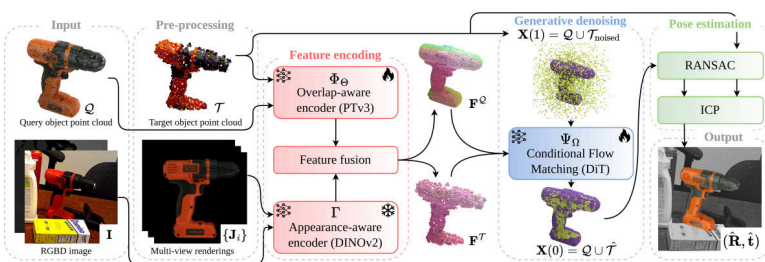 Input
Pre-processing
Generative denoising
Pose estimation
Feature encoding
X(1) = Q ∪ T_noised
Q
Query object point cloud
T
Target object point cloud
Φ_Θ
Overlap-aware
encoder (PTv3)
F^Q
RANSAC
ICP
Feature fusion
Ψ_Ω
Conditional Flow
Matching (DiT)
Output
I
RGBD image
{J_i}
Multi-view renderings
Γ
Appearance-aware
encoder (DINOv2)
F^T
X(0) = Q ∪ T̂
(R̂, t̂)